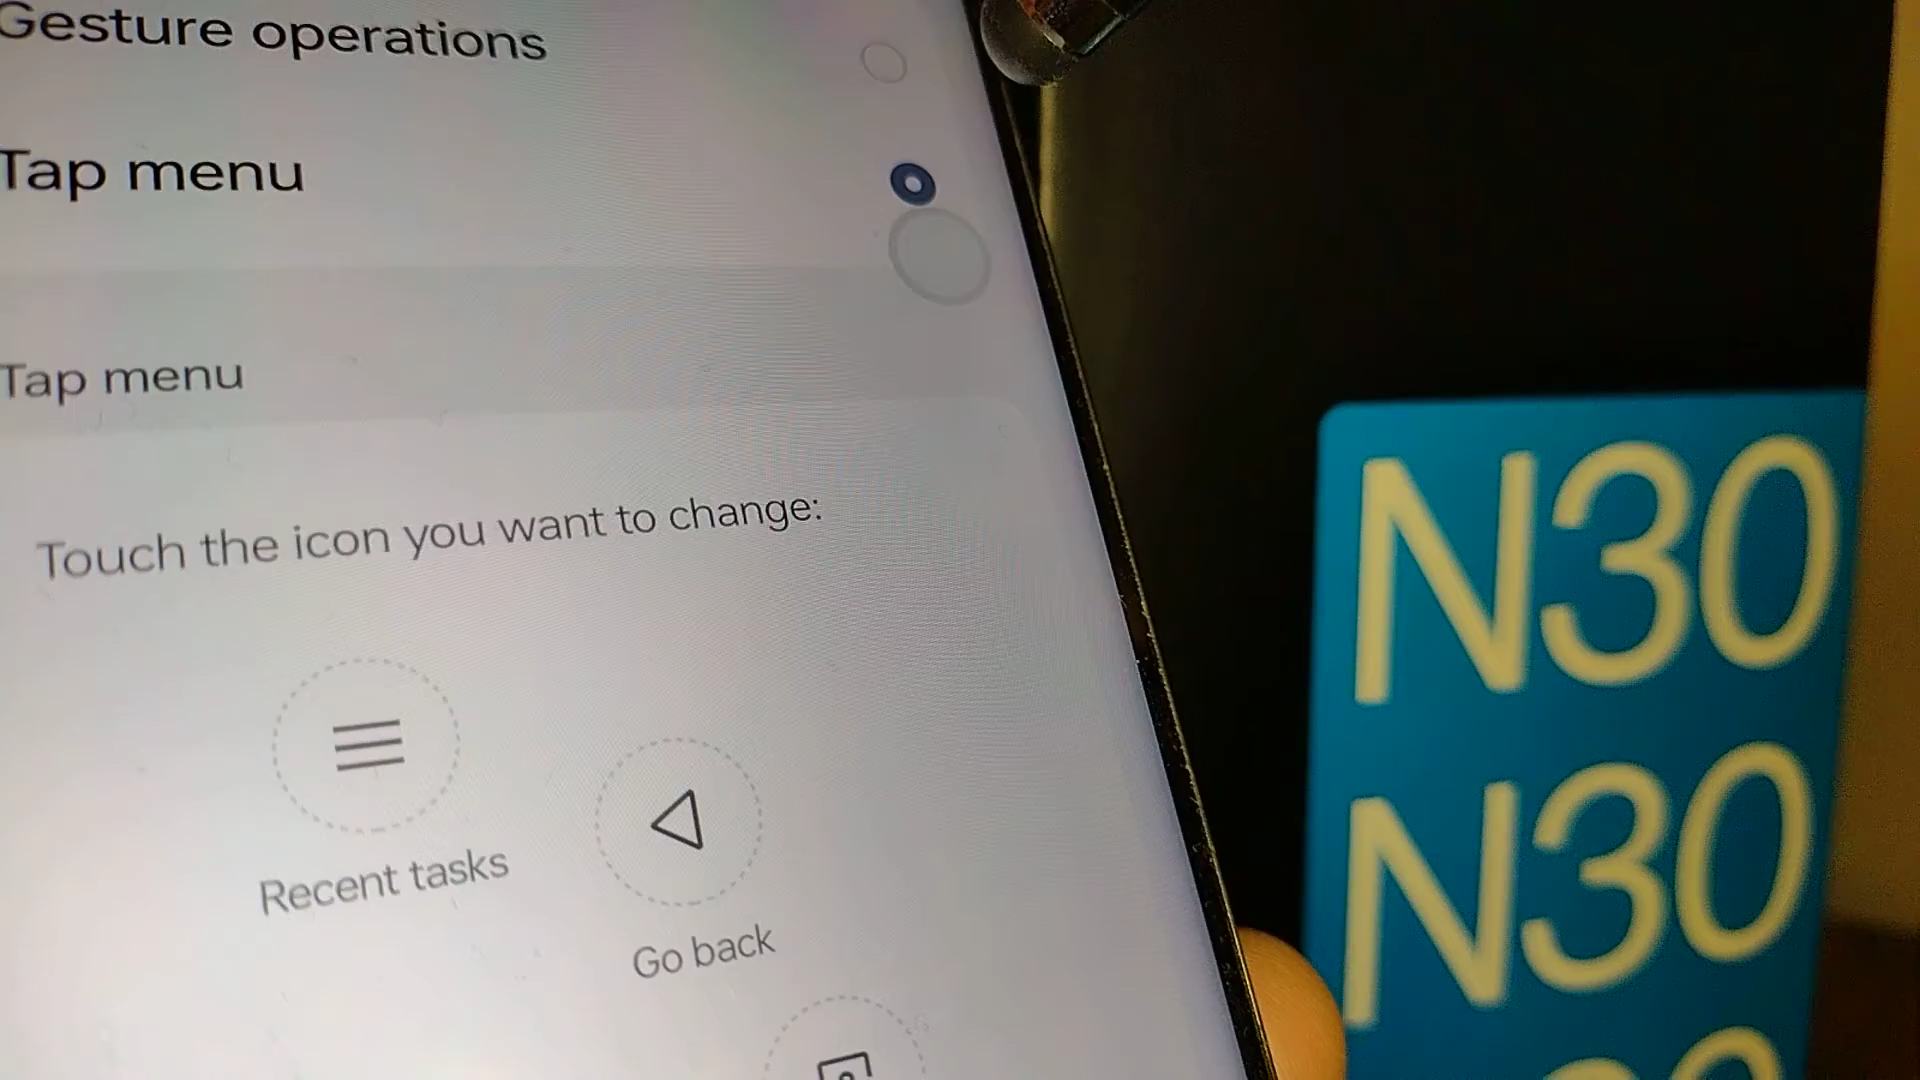 Gesture operations
Tap menu
Tap menu
Touch the icon you want to change:
Recent tasks
Go back
N30
N30